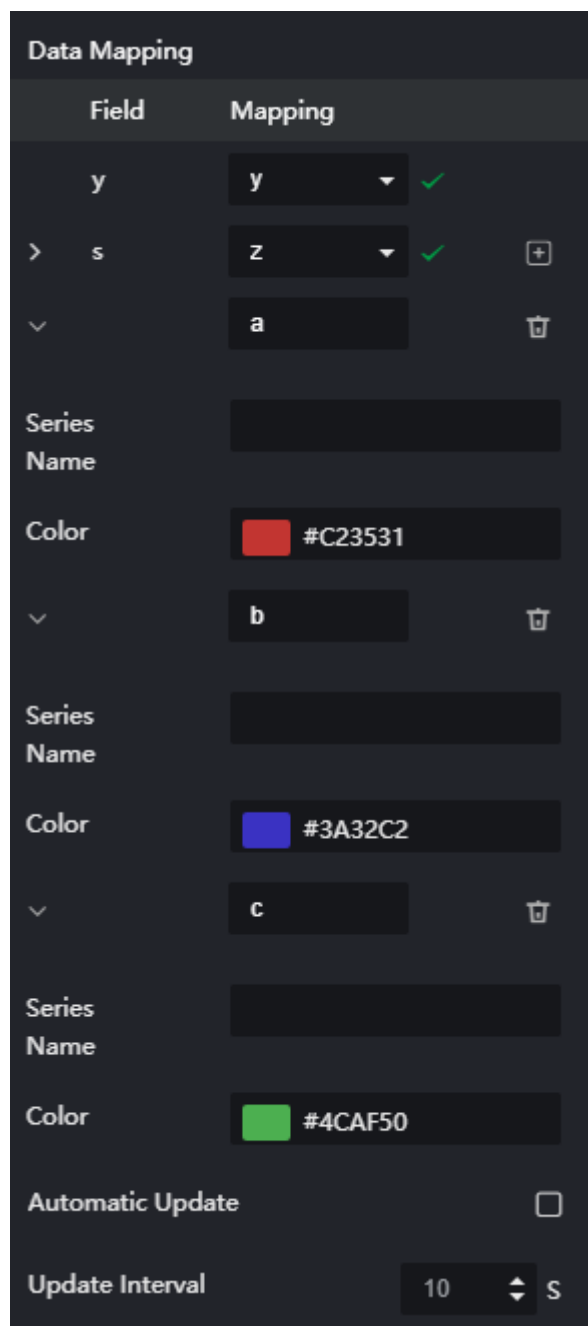 Data Mapping
Field Mapping
y y
s z
a
Series
Name
Color #C23531
b
Series
Name
Color #3A32C2
c
Series
Name
Color #4CAF50
Automatic Update
Update Interval 10 S